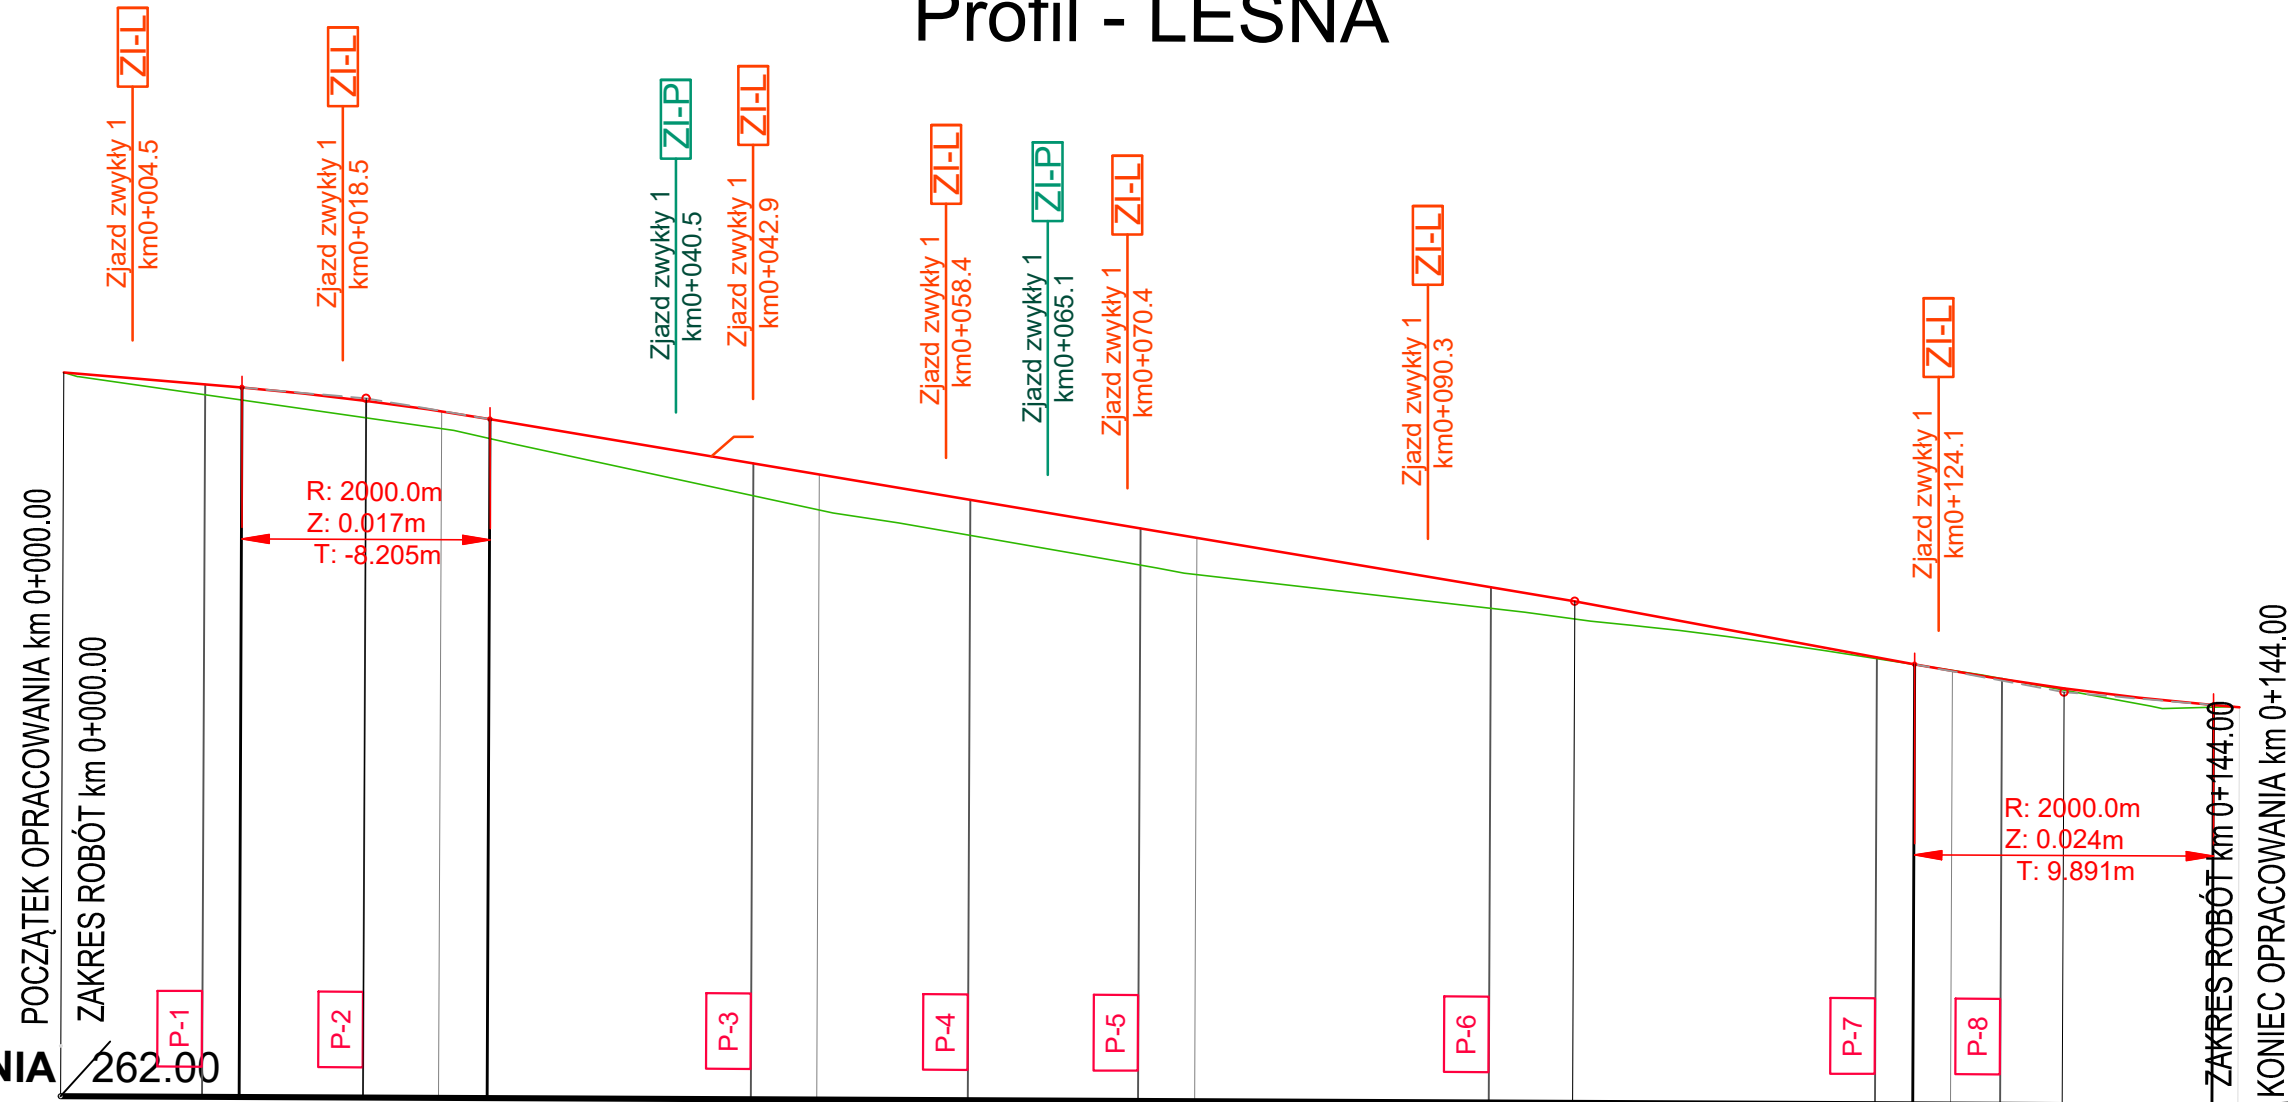 Profil - LEŚNA
ZI-L
Zjazd zwykły 1
km0+004.5
ZI-L
Zjazd zwykły 1
km0+018.5
ZI-P
Zjazd zwykły 1
km0+040.5
ZI-L
Zjazd zwykły 1
km0+042.9
ZI-L
Zjazd zwykły 1
km0+058.4
ZI-P
Zjazd zwykły 1
km0+065.1
ZI-L
Zjazd zwykły 1
km0+070.4
ZI-L
Zjazd zwykły 1
km0+090.3
ZI-L
Zjazd zwykły 1
km0+124.1
POCZĄTEK OPRACOWANIA km 0+000.00
ZAKRES ROBÓT km 0+000.00
R: 2000.0m
Z: 0.017m
T: -8.205m
R: 2000.0m
Z: 0.024m
T: 9.891m
ZAKRES ROBÓT km 0+144.00
KONIEC OPRACOWANIA km 0+144.00
P-1
P-2
P-3
P-4
P-5
P-6
P-7
P-8
NIA 262.00